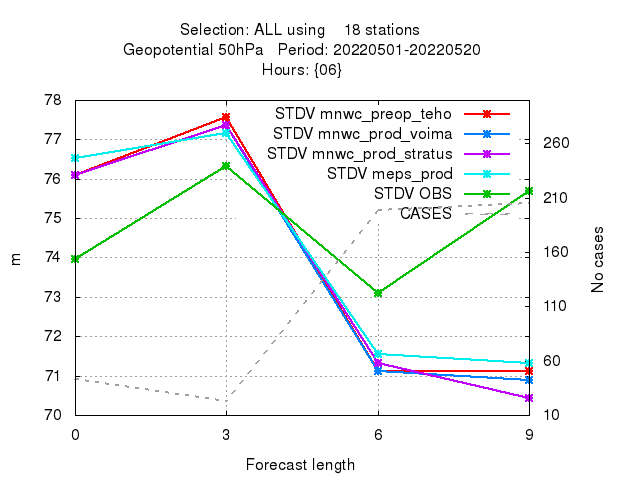 Selection: ALL using    18 stations
Geopotential 50hPa   Period: 20220501-20220520
Hours: {06}
STDV mnwc_preop_teho
STDV mnwc_prod_voima
STDV mnwc_prod_stratus
STDV meps_prod
STDV OBS
CASES
78
77
76
75
74
73
72
71
70
m
260
210
160
110
60
10
No cases
0 3 6 9
Forecast length